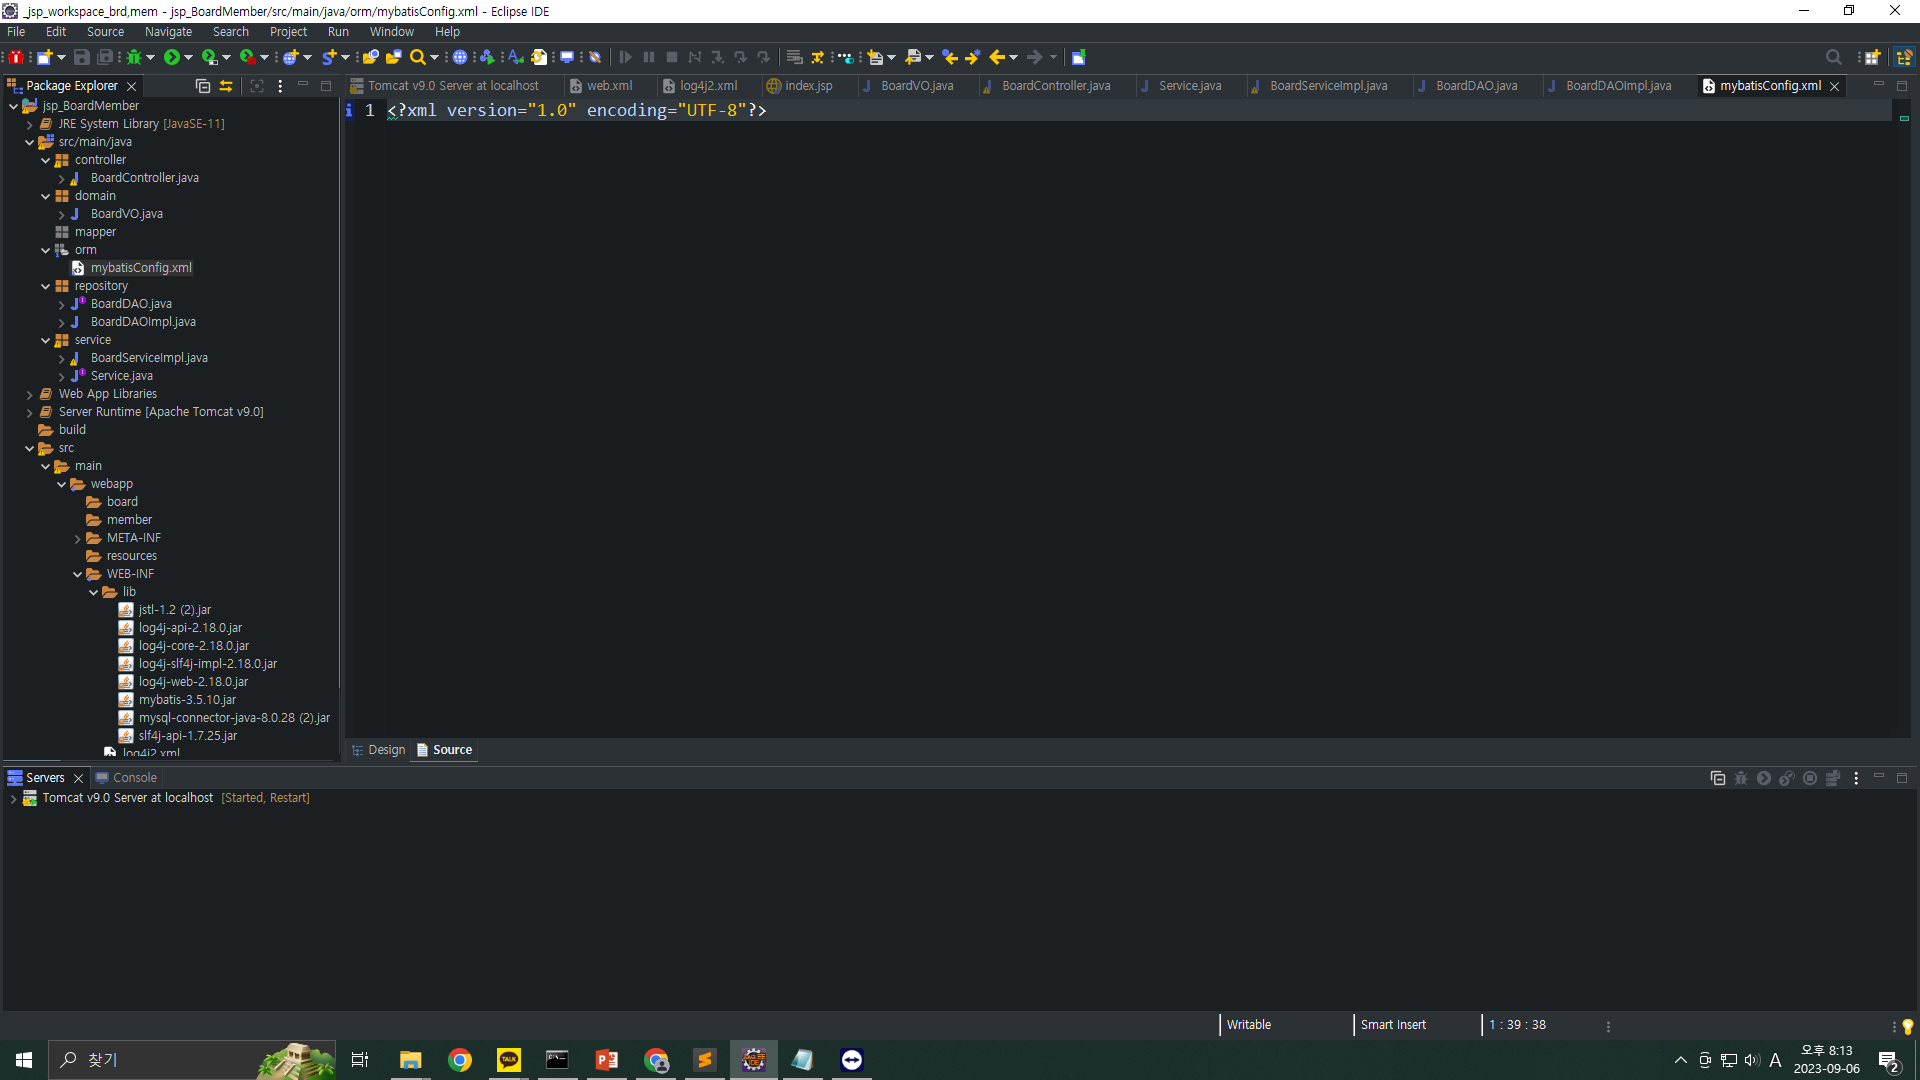 _jsp_workspace_brd,mem - jsp_BoardMember/src/main/java/orm/mybatisConfig.xml - Eclipse IDE
File Edit Source Navigate Search Project Run Window Help
Package Explorer
Tomcat v9.0 Server at localhost web.xml log4j2.xml index.jsp BoardVO.java BoardController.java Service.java BoardServiceImpl.java BoardDAO.java BoardDAOImpl.java mybatisConfig.xml
1 <?xml version="1.0" encoding="UTF-8"?>
jsp_BoardMember
JRE System Library [JavaSE-11]
src/main/java
controller
BoardController.java
domain
BoardVO.java
mapper
orm
mybatisConfig.xml
repository
BoardDAO.java
BoardDAOImpl.java
service
BoardServiceImpl.java
Service.java
Web App Libraries
Server Runtime [Apache Tomcat v9.0]
build
src
main
webapp
board
member
META-INF
resources
WEB-INF
lib
jstl-1.2 (2).jar
log4j-api-2.18.0.jar
log4j-core-2.18.0.jar
log4j-slf4j-impl-2.18.0.jar
log4j-web-2.18.0.jar
mybatis-3.5.10.jar
mysql-connector-java-8.0.28 (2).jar
slf4j-api-1.7.25.jar
log4j2.xml
Design Source
Servers Console
Tomcat v9.0 Server at localhost [Started, Restart]
Writable Smart Insert 1 : 39 : 38
찾기
TALK
A
오후 8:13
2023-09-06
2